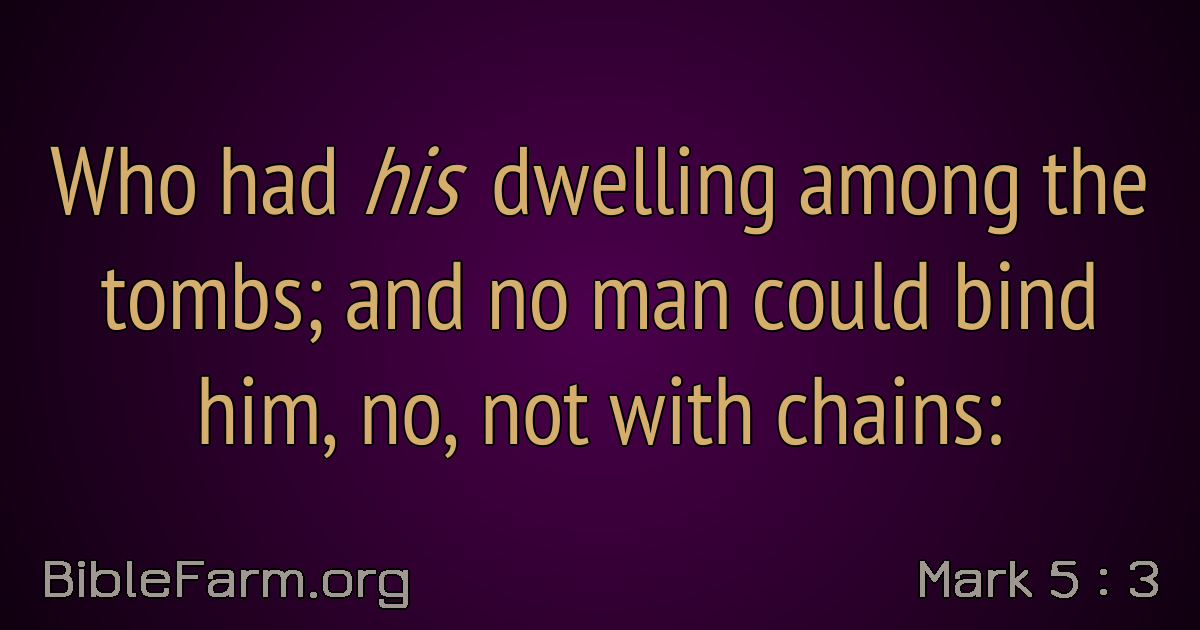 Who had his dwelling among the
tombs; and no man could bind
him, no, not with chains:
BibleFarm.org
Mark 5 : 3